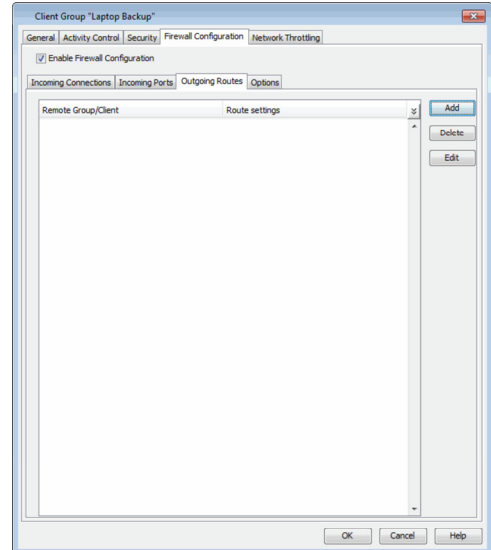 Client Group "Laptop Backup"
General Activity Control Security Firewall Configuration Network Throttling
Enable Firewall Configuration
Incoming Connections Incoming Ports Outgoing Routes Options
Remote Group/Client Route settings Add
Delete
Edit
OK Cancel Help